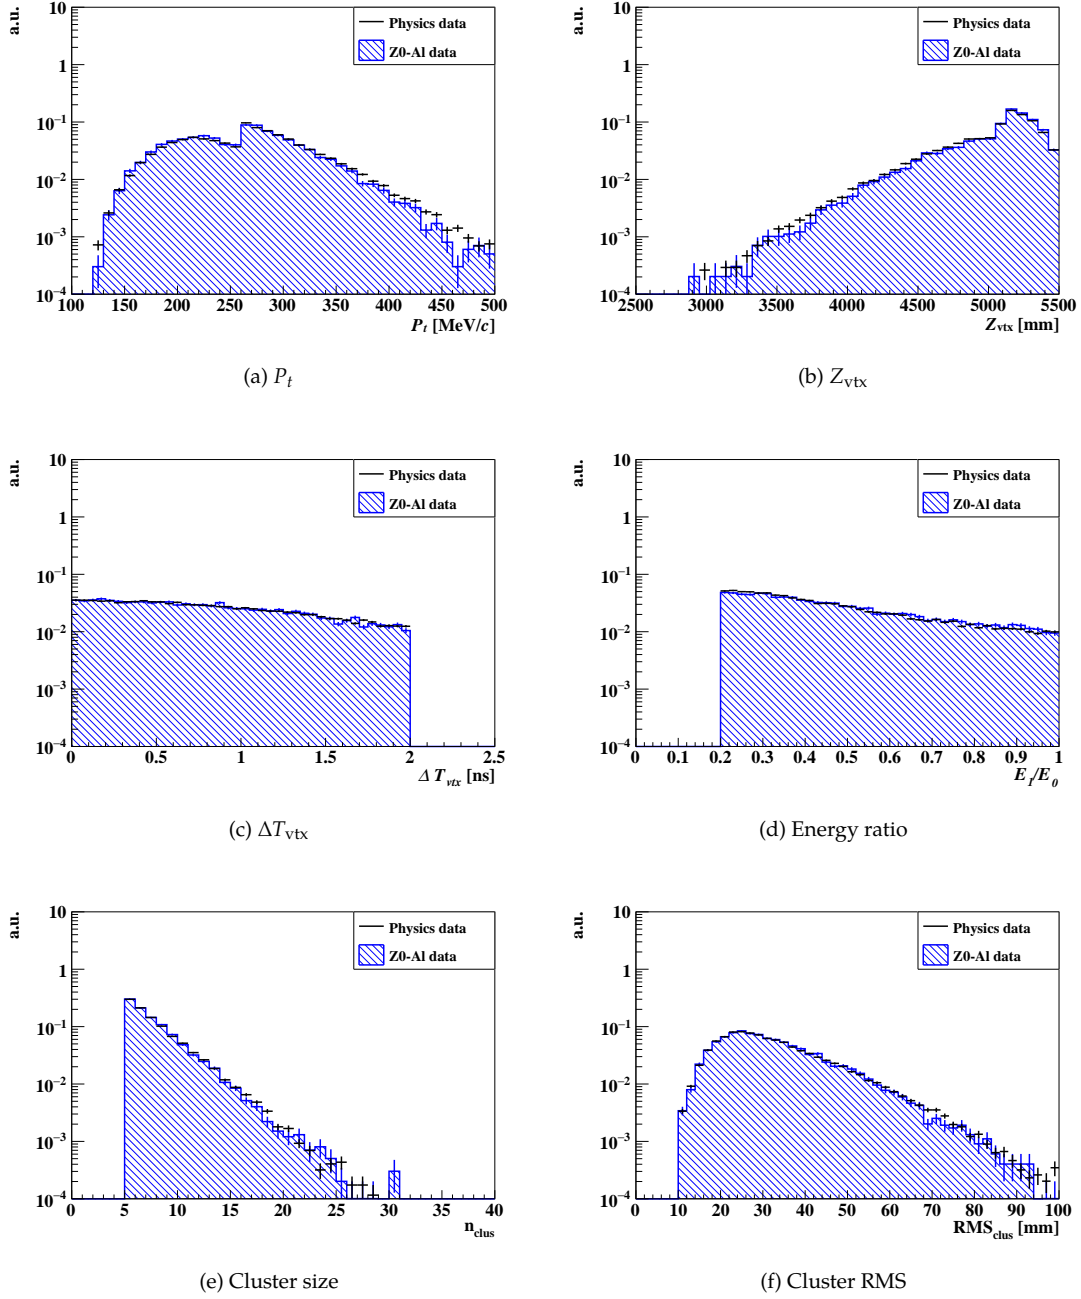 a.u.
10
1
10⁻¹
10⁻²
10⁻³
10⁻⁴
100 150 200 250 300 350 400 450 500
P_t [MeV/c]
Physics data
Z0-Al data
(a) P_t
a.u.
10
1
10⁻¹
10⁻²
10⁻³
10⁻⁴
2500 3000 3500 4000 4500 5000 5500
Z_vtx [mm]
Physics data
Z0-Al data
(b) Z_vtx
a.u.
10
1
10⁻¹
10⁻²
10⁻³
10⁻⁴
0 0.5 1 1.5 2 2.5
Δ T_vtx [ns]
Physics data
Z0-Al data
(c) ΔT_vtx
a.u.
10
1
10⁻¹
10⁻²
10⁻³
10⁻⁴
0 0.1 0.2 0.3 0.4 0.5 0.6 0.7 0.8 0.9 1
E_1/E_0
Physics data
Z0-Al data
(d) Energy ratio
a.u.
10
1
10⁻¹
10⁻²
10⁻³
10⁻⁴
0 5 10 15 20 25 30 35 40
n_clus
Physics data
Z0-Al data
(e) Cluster size
a.u.
10
1
10⁻¹
10⁻²
10⁻³
10⁻⁴
0 10 20 30 40 50 60 70 80 90 100
RMS_clus [mm]
Physics data
Z0-Al data
(f) Cluster RMS